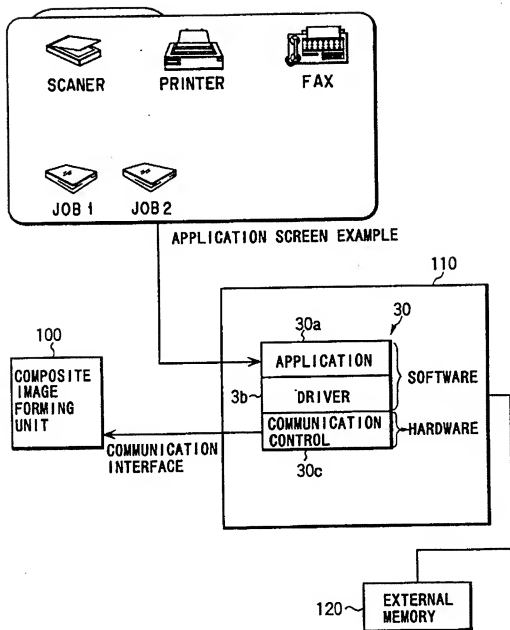 SCANER PRINTER FAX
JOB 1 JOB 2
APPLICATION SCREEN EXAMPLE
110
30a
30
100
APPLICATION
SOFTWARE
COMPOSITE
IMAGE
FORMING
UNIT
3b
DRIVER
COMMUNICATION
CONTROL
HARDWARE
COMMUNICATION
INTERFACE
30c
120
EXTERNAL
MEMORY